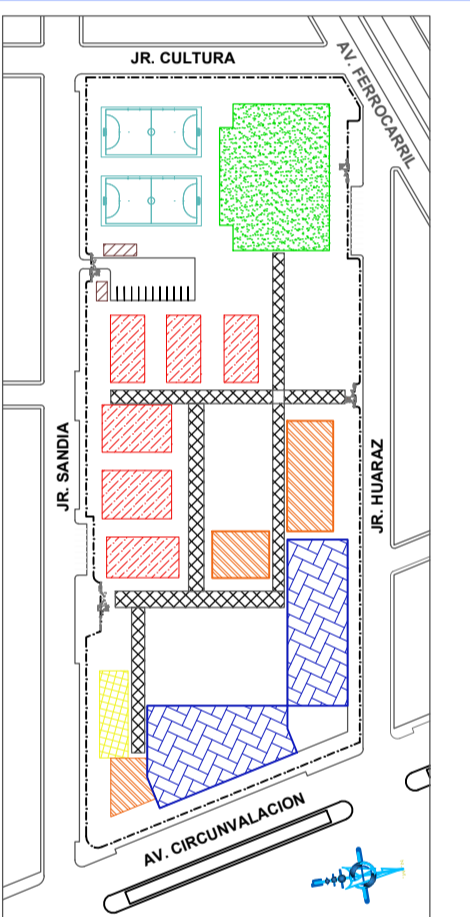 JR. CULTURA
AV. FERROCARRIL
JR. SANDIA
JR. HUARAZ
AV. CIRCUNVALACION